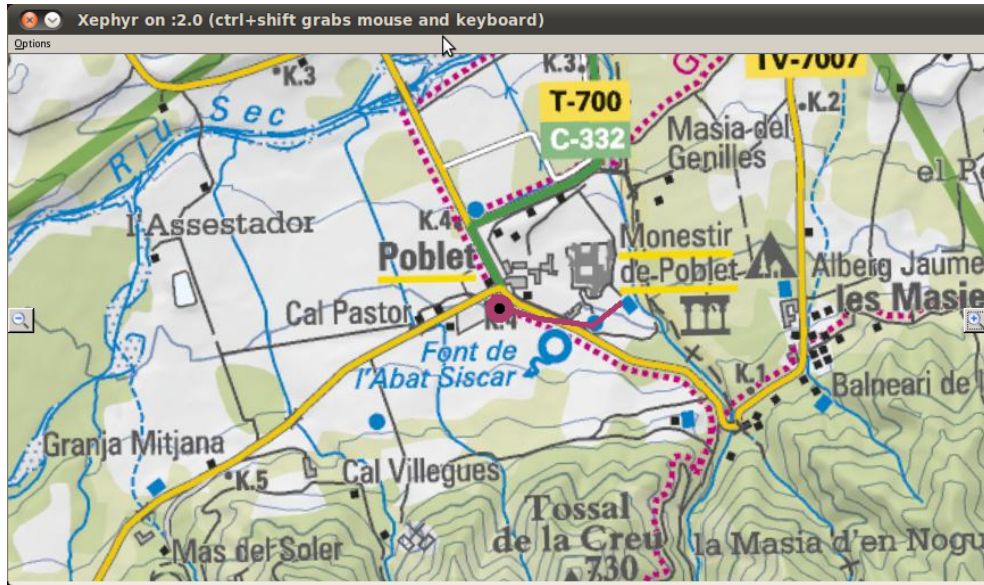 Xephyr on :2.0 (ctrl+shift grabs mouse and keyboard)
Options
K.3
K.3
TV-7007
T-700
K.2
Riu Sec
C-332
Masia del
Genilles
el
l'Assestador
K.4
Monestir
Poblet
de Poblet
Alberg Jaume
les Masie
Cal Pastor
K.4
Font de
l'Abat Siscar
K.1
Balneari de
Granja Mitjana
K.5
Cal Villegues
Tossal
de la Creu
730
la Masia d'en Nogu
Mas del Soler